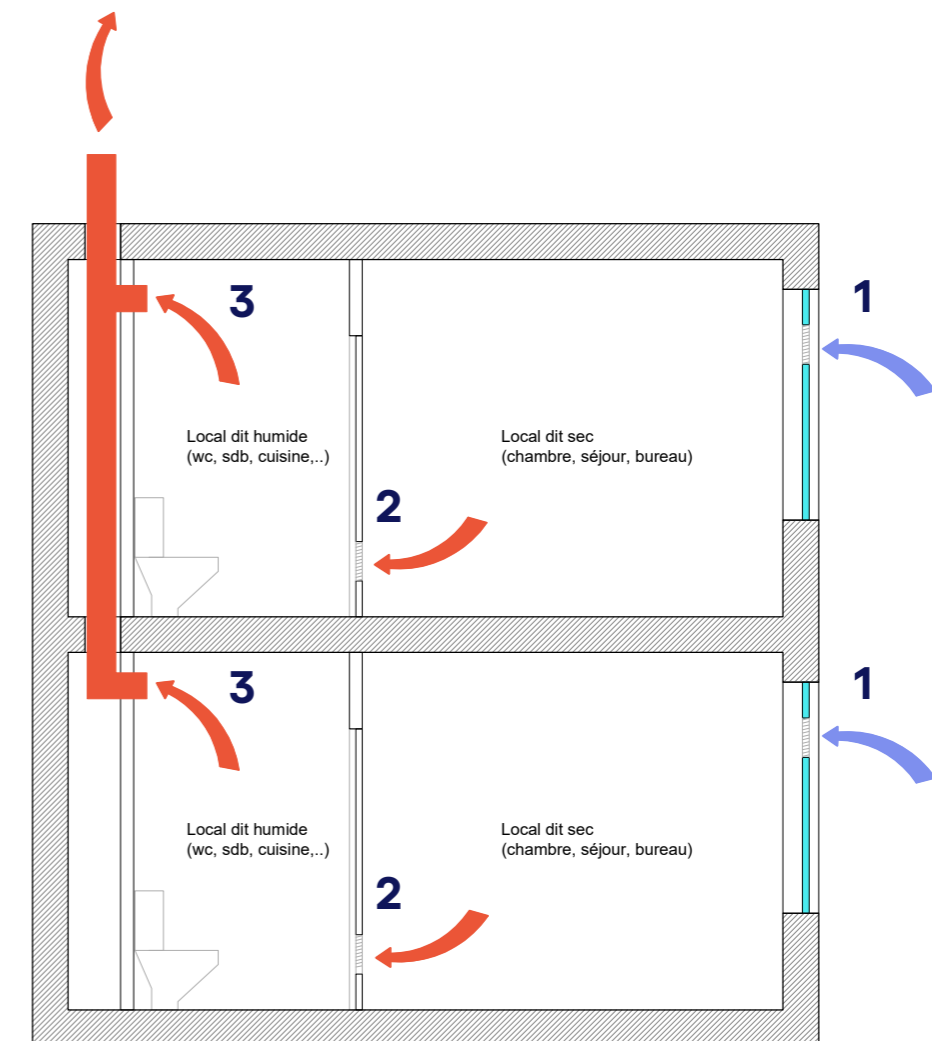 3
1
Local dit humide
(wc, sdb, cuisine,..)
Local dit sec
(chambre, séjour, bureau)
2
3
1
Local dit humide
(wc, sdb, cuisine,..)
Local dit sec
(chambre, séjour, bureau)
2